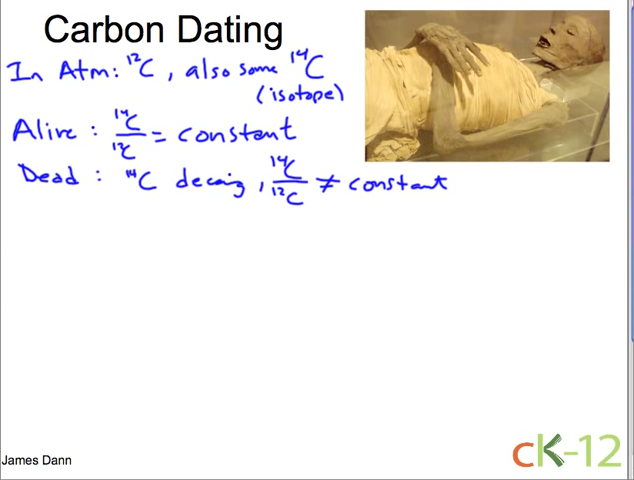 Carbon Dating
In Atm: ¹²C, also some ¹⁴C
(isotope)
Alive: ¹⁴C/¹²C = constant
Dead: ¹⁴C decaing, ¹⁴C/¹²C ≠ constant
James Dann
cK-12